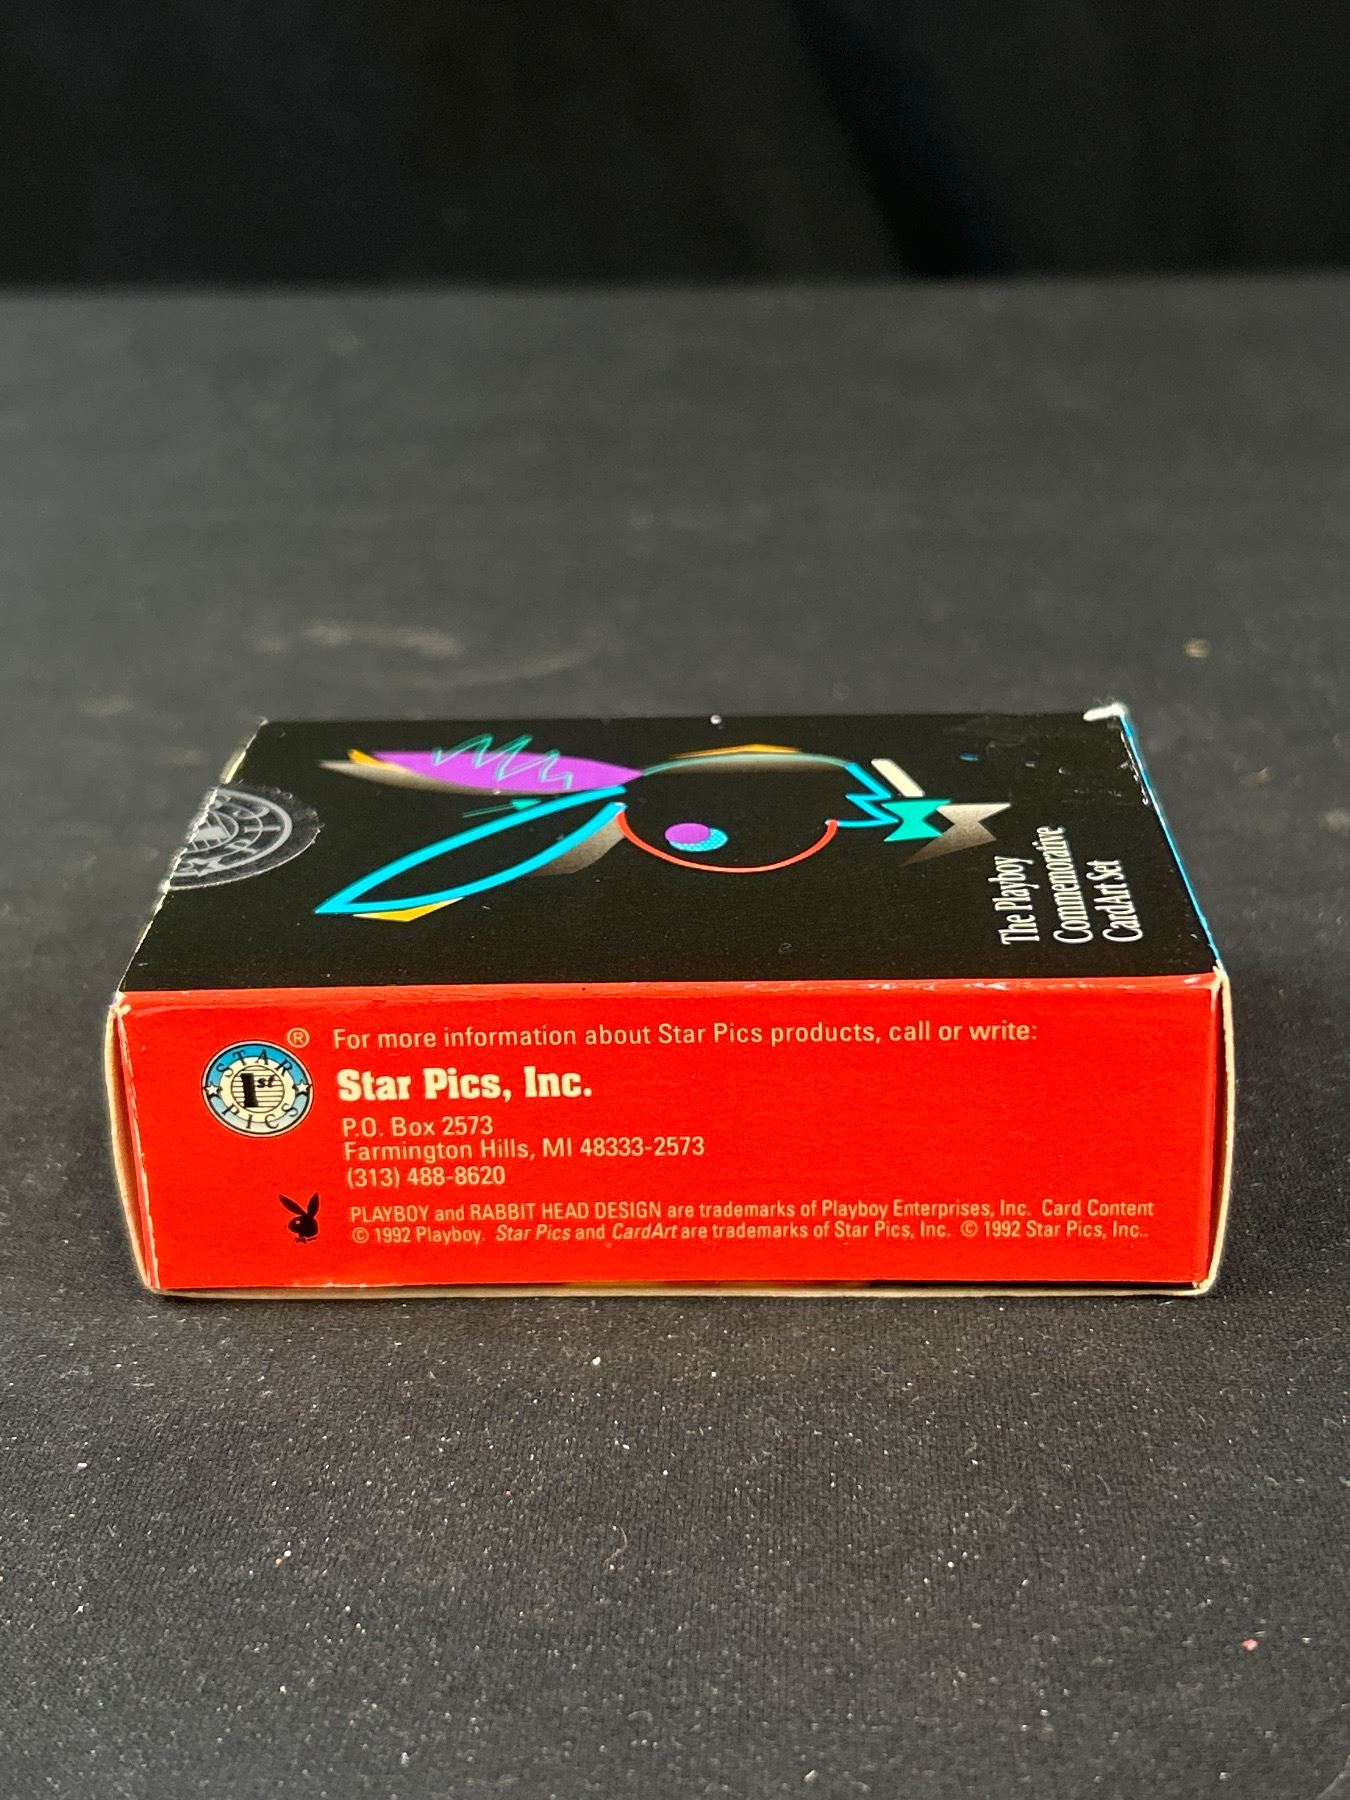 The Playboy
Commemorative
CardArt Set
® For more information about Star Pics products, call or write:
STAR
1st
PICS
Star Pics, Inc.
P.O. Box 2573
Farmington Hills, MI 48333-2573
(313) 488-8620
PLAYBOY and RABBIT HEAD DESIGN are trademarks of Playboy Enterprises, Inc. Card Content
© 1992 Playboy. Star Pics and CardArt are trademarks of Star Pics, Inc. © 1992 Star Pics, Inc..